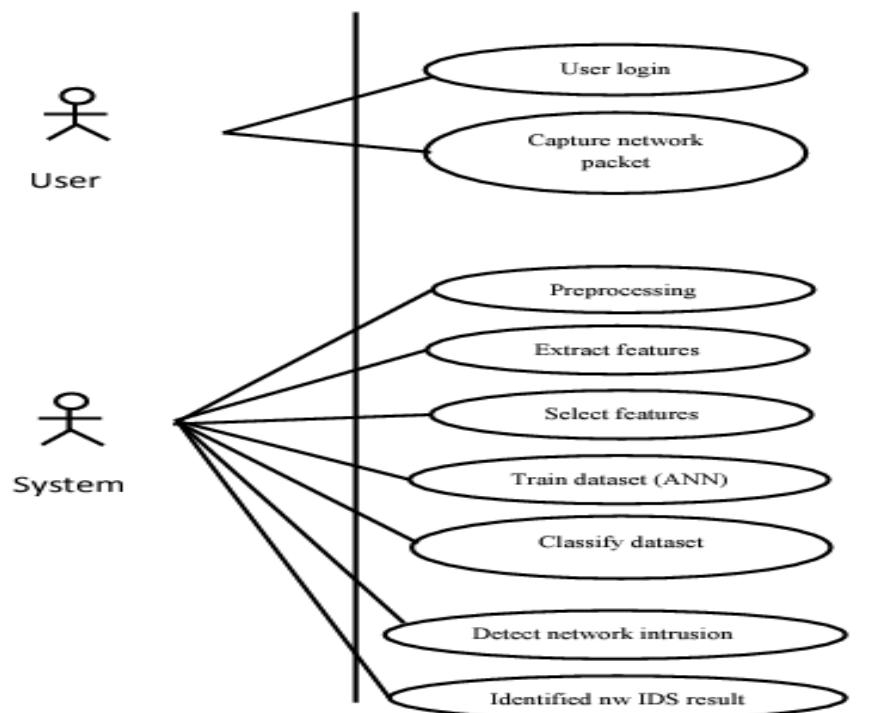 User login
Capture network
packet
User
Preprocessing
Extract features
Select features
System
Train dataset (ANN)
Classify dataset
Detect network intrusion
Identified nw IDS result